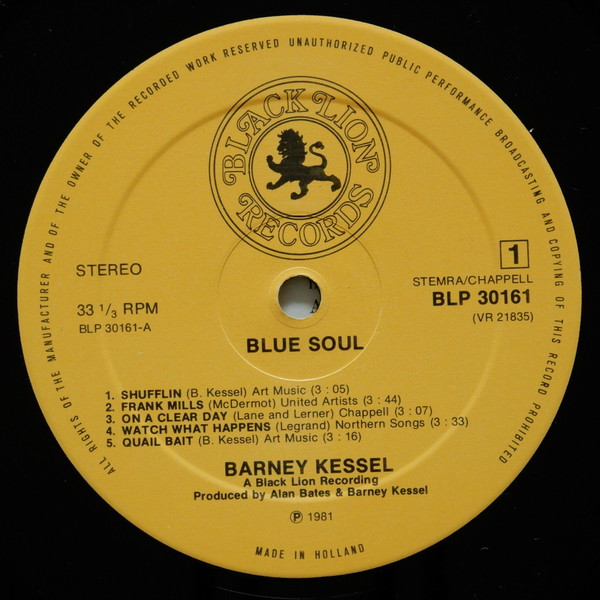 ALL RIGHTS OF THE MANUFACTURER AND OF THE OWNER OF THE RECORDED WORK RESERVED UNAUTHORIZED PUBLIC PERFORMANCE BROADCASTING AND COPYING OF THIS RECORD PROHIBITED
BLACK LION
RECORDS
STEREO
33 1/3 RPM
BLP 30161-A
1
STEMRA/CHAPPELL
BLP 30161
(VR 21835)
BLUE SOUL
1. SHUFFLIN (B. Kessel) Art Music (3 : 05)
2. FRANK MILLS (McDermot) United Artists (3 : 44)
3. ON A CLEAR DAY (Lane and Lerner) Chappell (3 : 07)
4. WATCH WHAT HAPPENS (Legrand) Northern Songs (3 : 33)
5. QUAIL BAIT (B. Kessel) Art Music (3 : 16)
BARNEY KESSEL
A Black Lion Recording
Produced by Alan Bates & Barney Kessel
℗ 1981
MADE IN HOLLAND